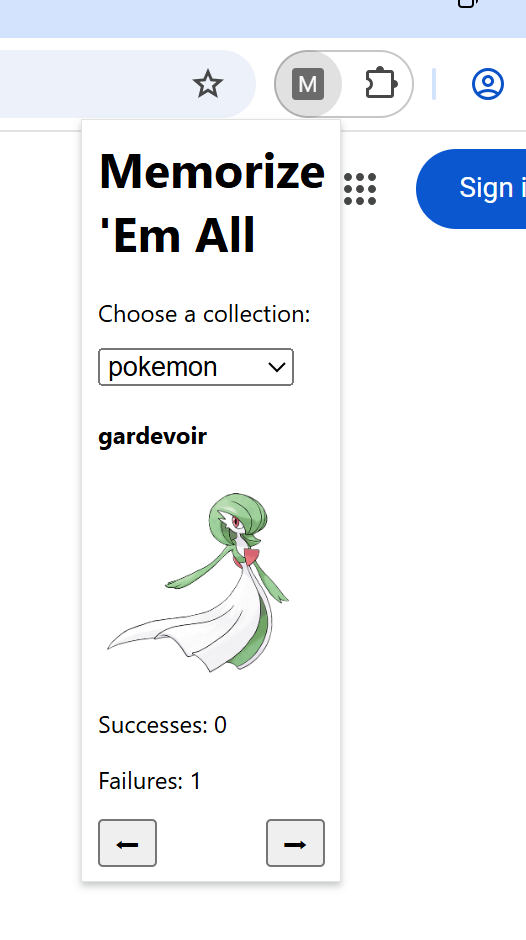 M
Sign i
Memorize
'Em All
Choose a collection:
pokemon
gardevoir
Successes: 0
Failures: 1
← →